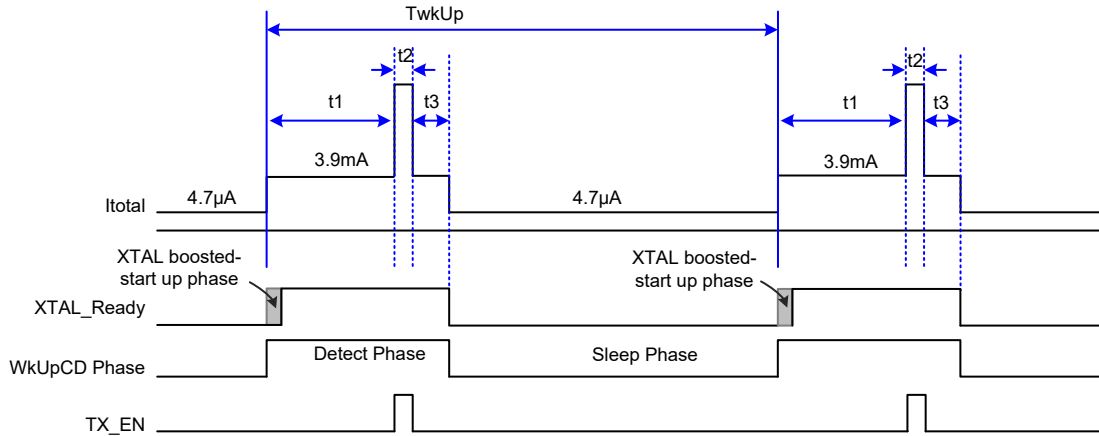 TwkUp
t2
t2
t1
t3
t1
t3
3.9mA
3.9mA
4.7µA
4.7µA
Itotal
XTAL boosted-
start up phase
XTAL boosted-
start up phase
XTAL_Ready
Detect Phase
Sleep Phase
WkUpCD Phase
TX_EN